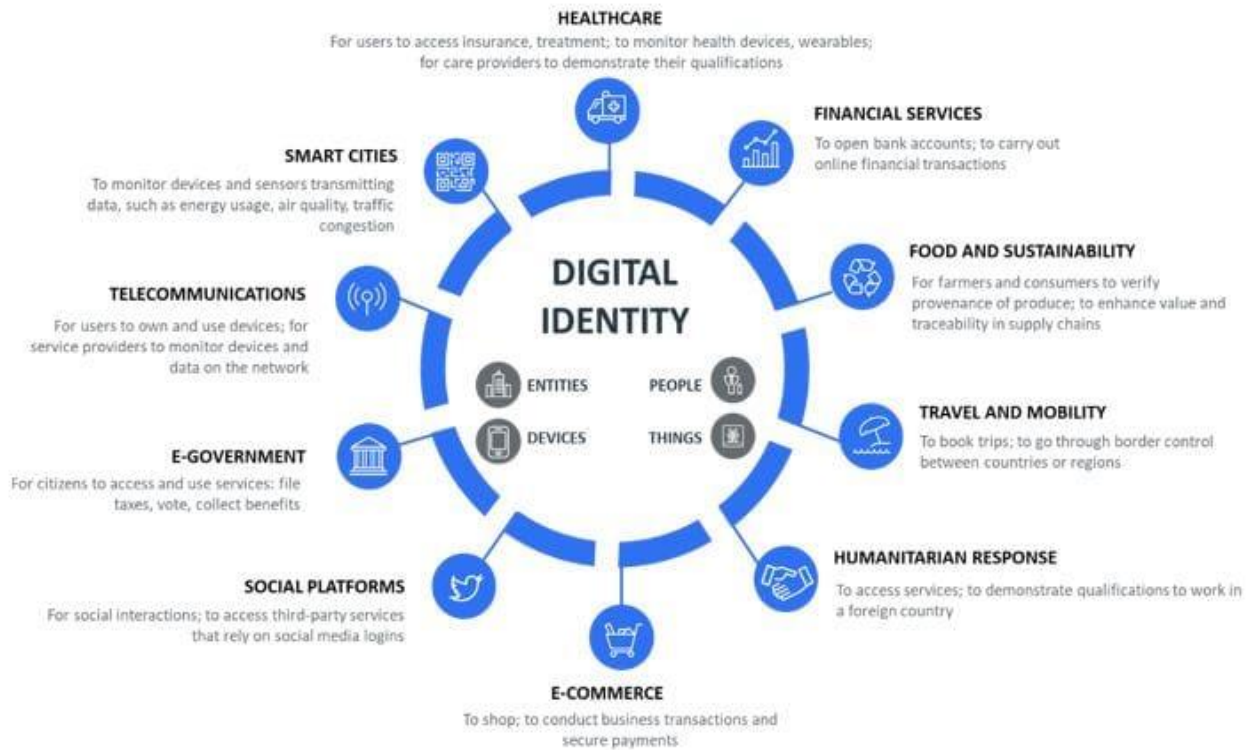 HEALTHCARE
For users to access insurance, treatment; to monitor health devices, wearables;
for care providers to demonstrate their qualifications
FINANCIAL SERVICES
To open bank accounts; to carry out
online financial transactions
SMART CITIES
To monitor devices and sensors transmitting
data, such as energy usage, air quality, traffic
congestion
FOOD AND SUSTAINABILITY
For farmers and consumers to verify
provenance of produce; to enhance value and
traceability in supply chains
DIGITAL
IDENTITY
TELECOMMUNICATIONS
For users to own and use devices; for
service providers to monitor devices and
data on the network
ENTITIES
PEOPLE
DEVICES
THINGS
TRAVEL AND MOBILITY
To book trips; to go through border control
between countries or regions
E-GOVERNMENT
For citizens to access and use services: file
taxes, vote, collect benefits
HUMANITARIAN RESPONSE
To access services; to demonstrate qualifications to work in
a foreign country
SOCIAL PLATFORMS
For social interactions; to access third-party services
that rely on social media logins
E-COMMERCE
To shop; to conduct business transactions and
secure payments